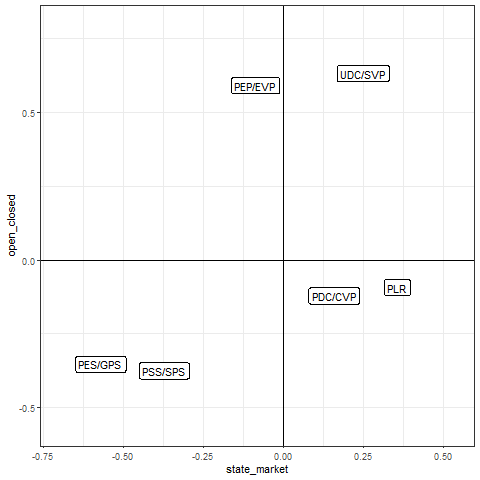 UDC/SVP
PEP/EVP
0.5
open_closed
0.0
PLR
PDC/CVP
PES/GPS
PSS/SPS
-0.5
-0.75 -0.50 -0.25 0.00 0.25 0.50
state_market